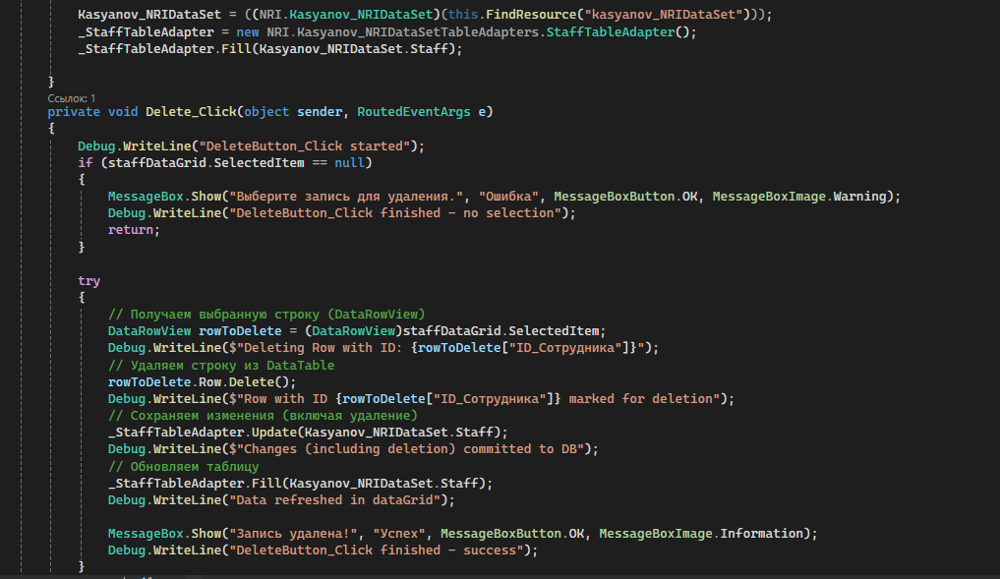 Kasyanov_NRIDataSet = ((NRI.Kasyanov_NRIDataSet)(this.FindResource("kasyanov_NRIDataSet")));
_StaffTableAdapter = new NRI.Kasyanov_NRIDataSetTableAdapters.StaffTableAdapter();
_StaffTableAdapter.Fill(Kasyanov_NRIDataSet.Staff);
}
Ссылок: 1
private void Delete_Click(object sender, RoutedEventArgs e)
{
Debug.WriteLine("DeleteButton_Click started");
if (staffDataGrid.SelectedItem == null)
{
MessageBox.Show("Выберите запись для удаления.", "Ошибка", MessageBoxButton.OK, MessageBoxImage.Warning);
Debug.WriteLine("DeleteButton_Click finished - no selection");
return;
}
try
{
// Получаем выбранную строку (DataRowView)
DataRowView rowToDelete = (DataRowView)staffDataGrid.SelectedItem;
Debug.WriteLine($"Deleting Row with ID: {rowToDelete["ID_Сотрудника"]}");
// Удаляем строку из DataTable
rowToDelete.Row.Delete();
Debug.WriteLine($"Row with ID {rowToDelete["ID_Сотрудника"]} marked for deletion");
// Сохраняем изменения (включая удаление)
_StaffTableAdapter.Update(Kasyanov_NRIDataSet.Staff);
Debug.WriteLine($"Changes (including deletion) committed to DB");
// Обновляем таблицу
_StaffTableAdapter.Fill(Kasyanov_NRIDataSet.Staff);
Debug.WriteLine("Data refreshed in dataGrid");
MessageBox.Show("Запись удалена!", "Успех", MessageBoxButton.OK, MessageBoxImage.Information);
Debug.WriteLine("DeleteButton_Click finished - success");
}